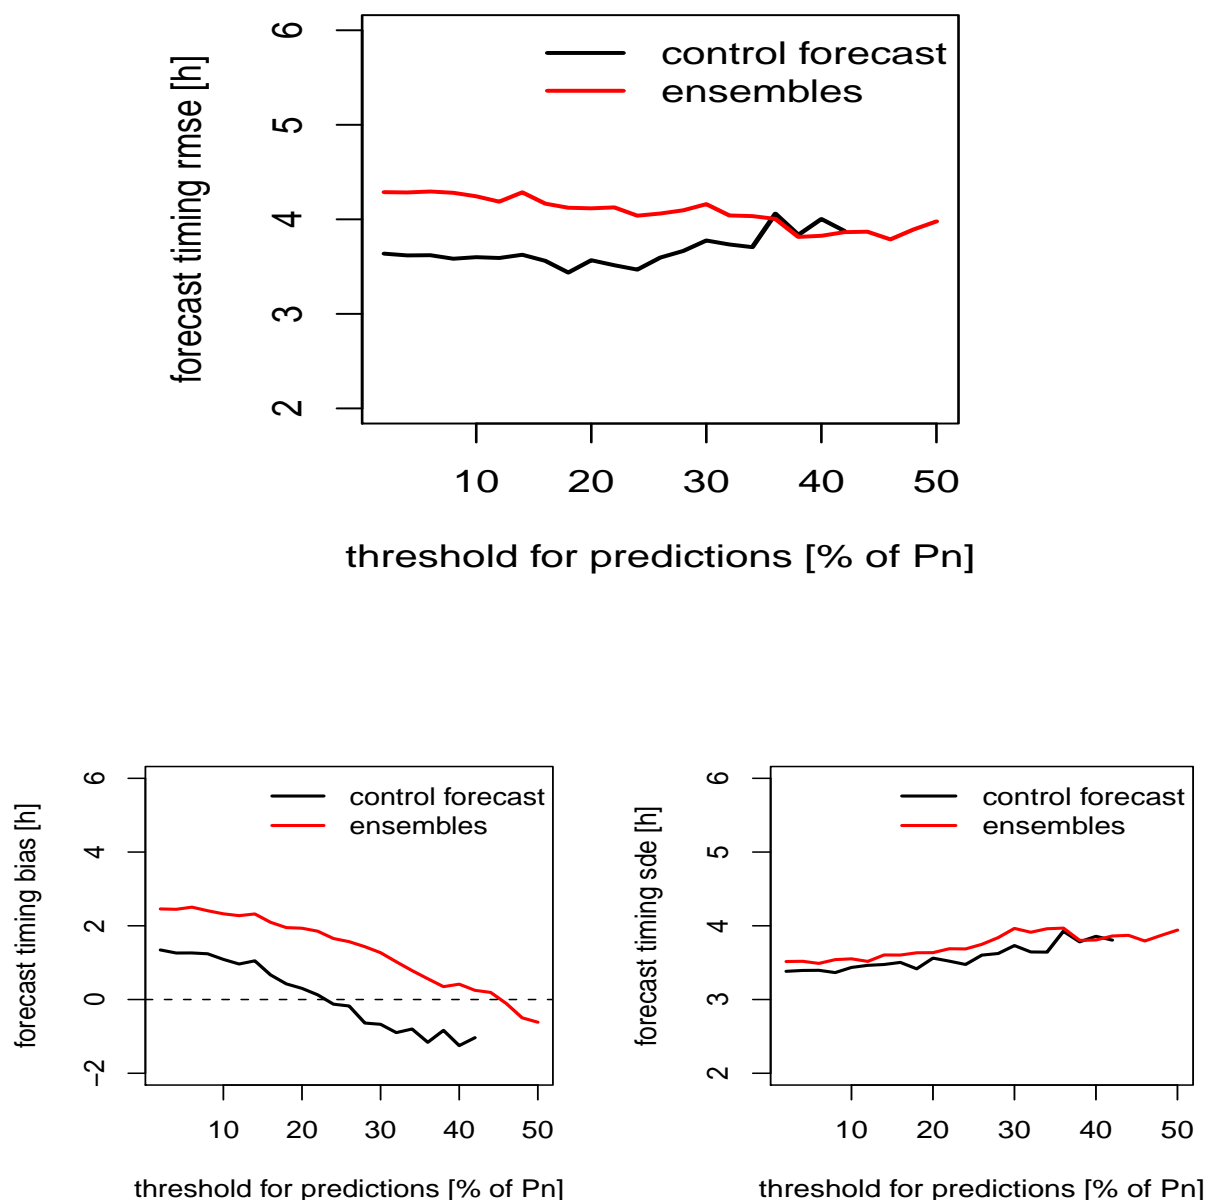 forecast timing rmse [h]
6
5
4
3
2
control forecast
ensembles
10 20 30 40 50
threshold for predictions [% of Pn]
forecast timing bias [h]
6
4
2
0
−2
control forecast
ensembles
10 20 30 40 50
threshold for predictions [% of Pn]
forecast timing sde [h]
6
5
4
3
2
control forecast
ensembles
10 20 30 40 50
threshold for predictions [% of Pn]